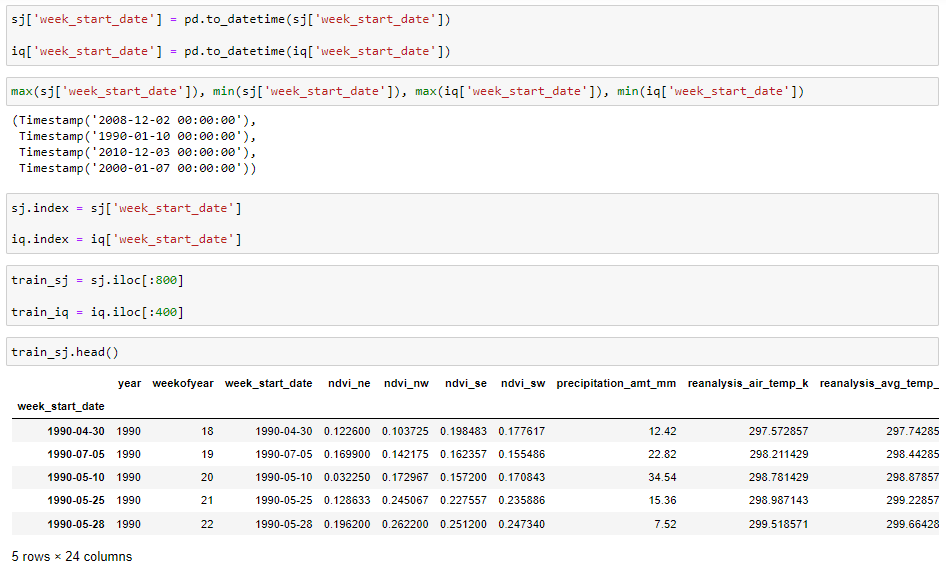 sj['week_start_date'] = pd.to_datetime(sj['week_start_date'])
iq['week_start_date'] = pd.to_datetime(iq['week_start_date'])
max(sj['week_start_date']), min(sj['week_start_date']), max(iq['week_start_date']), min(iq['week_start_date'])
(Timestamp('2008-12-02 00:00:00'),
Timestamp('1990-01-10 00:00:00'),
Timestamp('2010-12-03 00:00:00'),
Timestamp('2000-01-07 00:00:00'))
sj.index = sj['week_start_date']
iq.index = iq['week_start_date']
train_sj = sj.iloc[:800]
train_iq = iq.iloc[:400]
train_sj.head()
year weekofyear week_start_date ndvi_ne ndvi_nw ndvi_se ndvi_sw precipitation_amt_mm reanalysis_air_temp_k reanalysis_avg_temp_
week_start_date
1990-04-30 1990 18 1990-04-30 0.122600 0.103725 0.198483 0.177617 12.42 297.572857 297.74285
1990-07-05 1990 19 1990-07-05 0.169900 0.142175 0.162357 0.155486 22.82 298.211429 298.44285
1990-05-10 1990 20 1990-05-10 0.032250 0.172967 0.157200 0.170843 34.54 298.781429 298.87857
1990-05-25 1990 21 1990-05-25 0.128633 0.245067 0.227557 0.235886 15.36 298.987143 299.22857
1990-05-28 1990 22 1990-05-28 0.196200 0.262200 0.251200 0.247340 7.52 299.518571 299.66428
5 rows × 24 columns